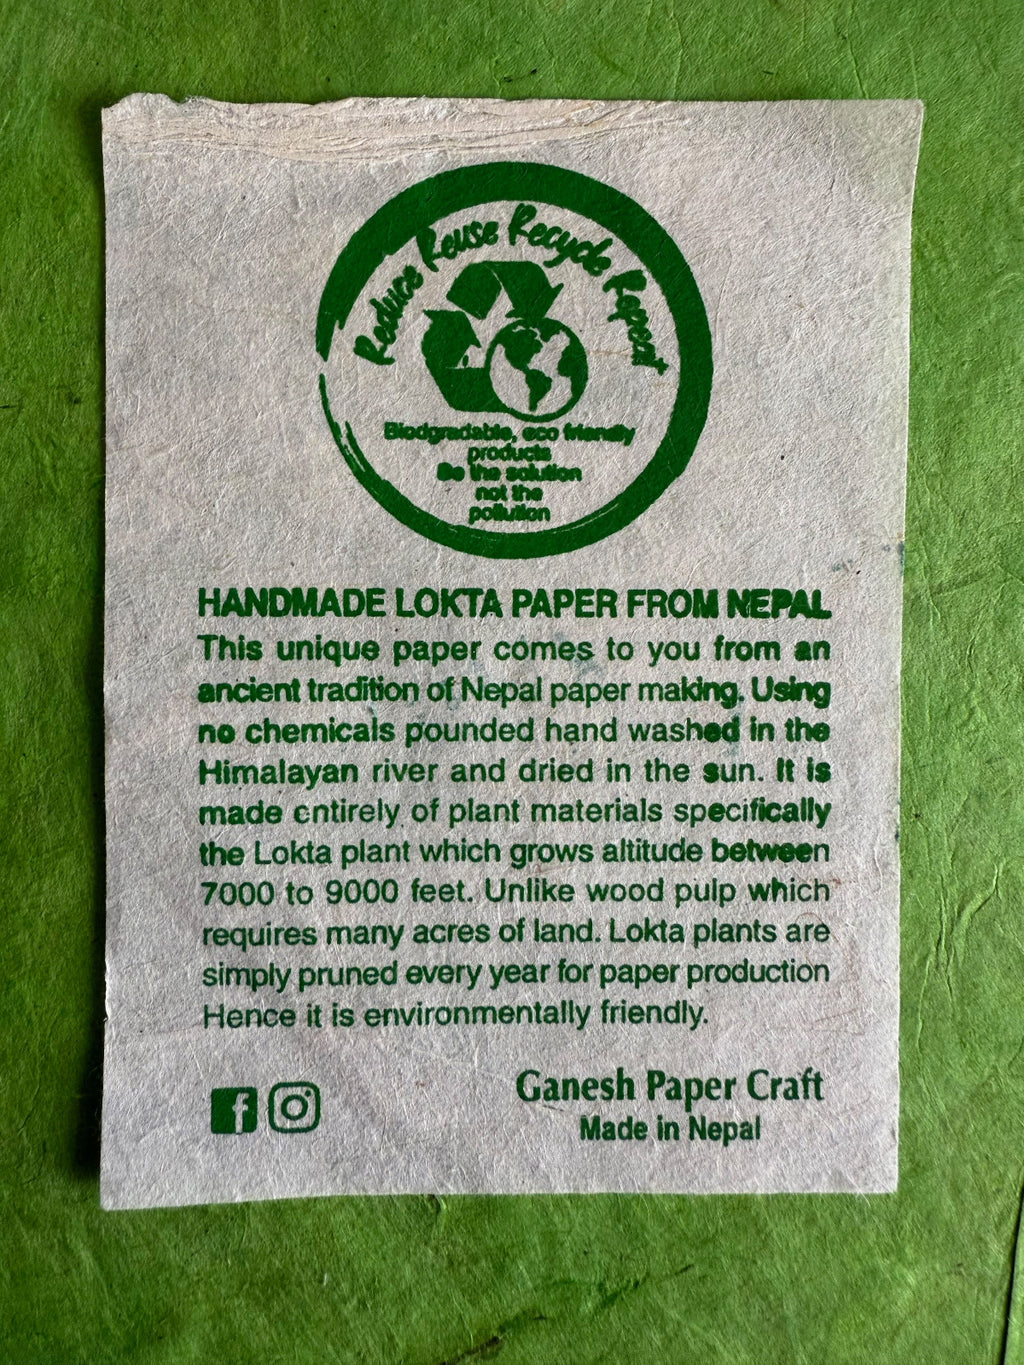 Reduce Reuse Recycle Repeat
Biodgradable, eco friendly
products
Be the solution
not the
pollution
HANDMADE LOKTA PAPER FROM NEPAL
This unique paper comes to you from an
ancient tradition of Nepal paper making. Using
no chemicals pounded hand washed in the
Himalayan river and dried in the sun. It is
made entirely of plant materials specifically
the Lokta plant which grows altitude between
7000 to 9000 feet. Unlike wood pulp which
requires many acres of land. Lokta plants are
simply pruned every year for paper production
Hence it is environmentally friendly.
Ganesh Paper Craft
Made in Nepal